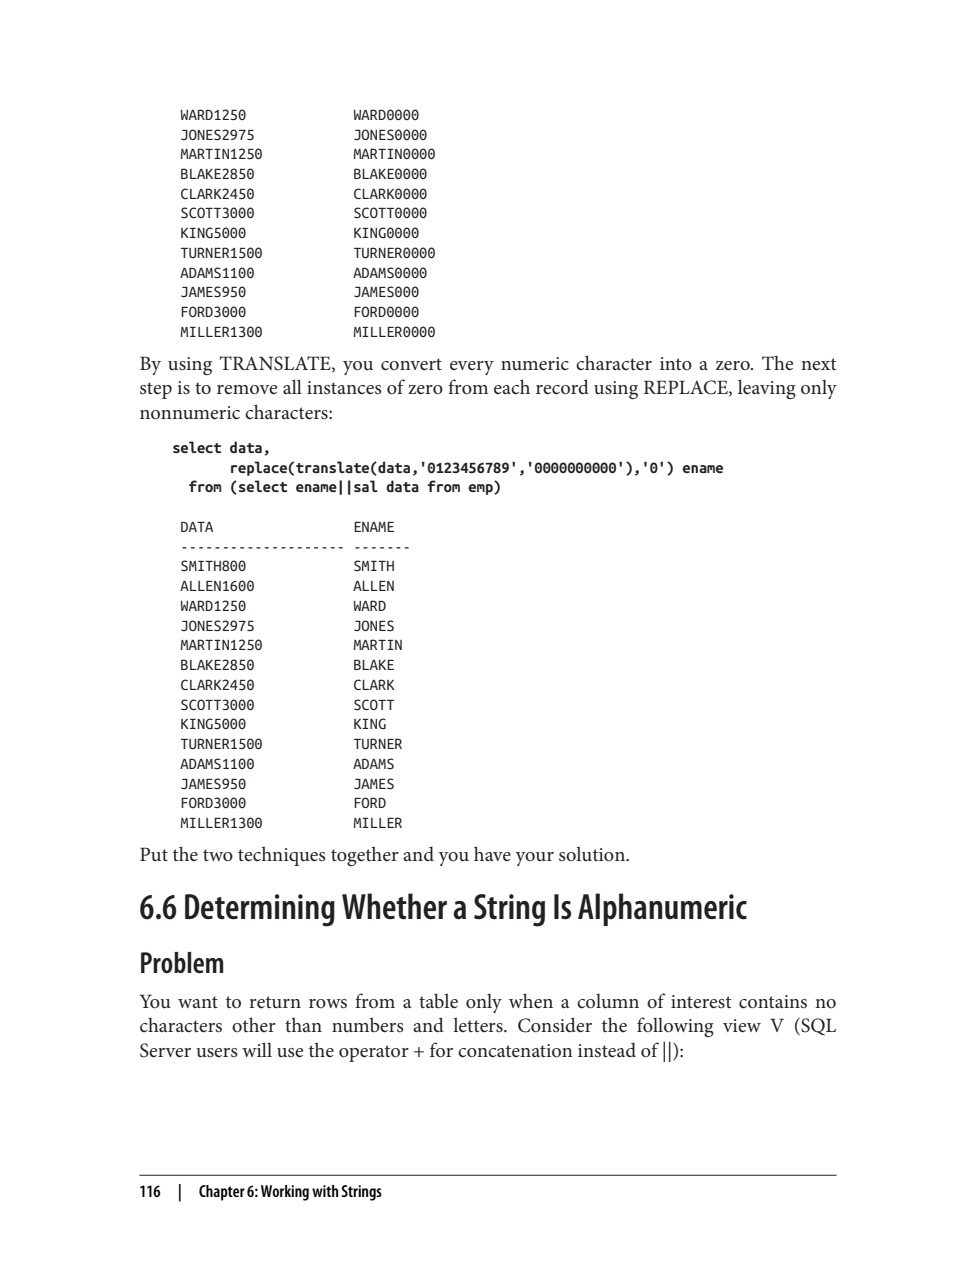 WARD1250             WARD0000
JONES2975            JONES0000
MARTIN1250           MARTIN0000
BLAKE2850            BLAKE0000
CLARK2450            CLARK0000
SCOTT3000            SCOTT0000
KING5000             KING0000
TURNER1500           TURNER0000
ADAMS1100            ADAMS0000
JAMES950             JAMES000
FORD3000             FORD0000
MILLER1300           MILLER0000
By using TRANSLATE, you convert every numeric character into a zero. The next
step is to remove all instances of zero from each record using REPLACE, leaving only
nonnumeric characters:
select data,
       replace(translate(data,'0123456789','0000000000'),'0') ename
  from (select ename||sal data from emp)
DATA                 ENAME
-------------------- -------
SMITH800             SMITH
ALLEN1600            ALLEN
WARD1250             WARD
JONES2975            JONES
MARTIN1250           MARTIN
BLAKE2850            BLAKE
CLARK2450            CLARK
SCOTT3000            SCOTT
KING5000             KING
TURNER1500           TURNER
ADAMS1100            ADAMS
JAMES950             JAMES
FORD3000             FORD
MILLER1300           MILLER
Put the two techniques together and you have your solution.
6.6 Determining Whether a String Is Alphanumeric
Problem
You want to return rows from a table only when a column of interest contains no
characters other than numbers and letters. Consider the following view V (SQL
Server users will use the operator + for concatenation instead of ||):
116 | Chapter 6: Working with Strings